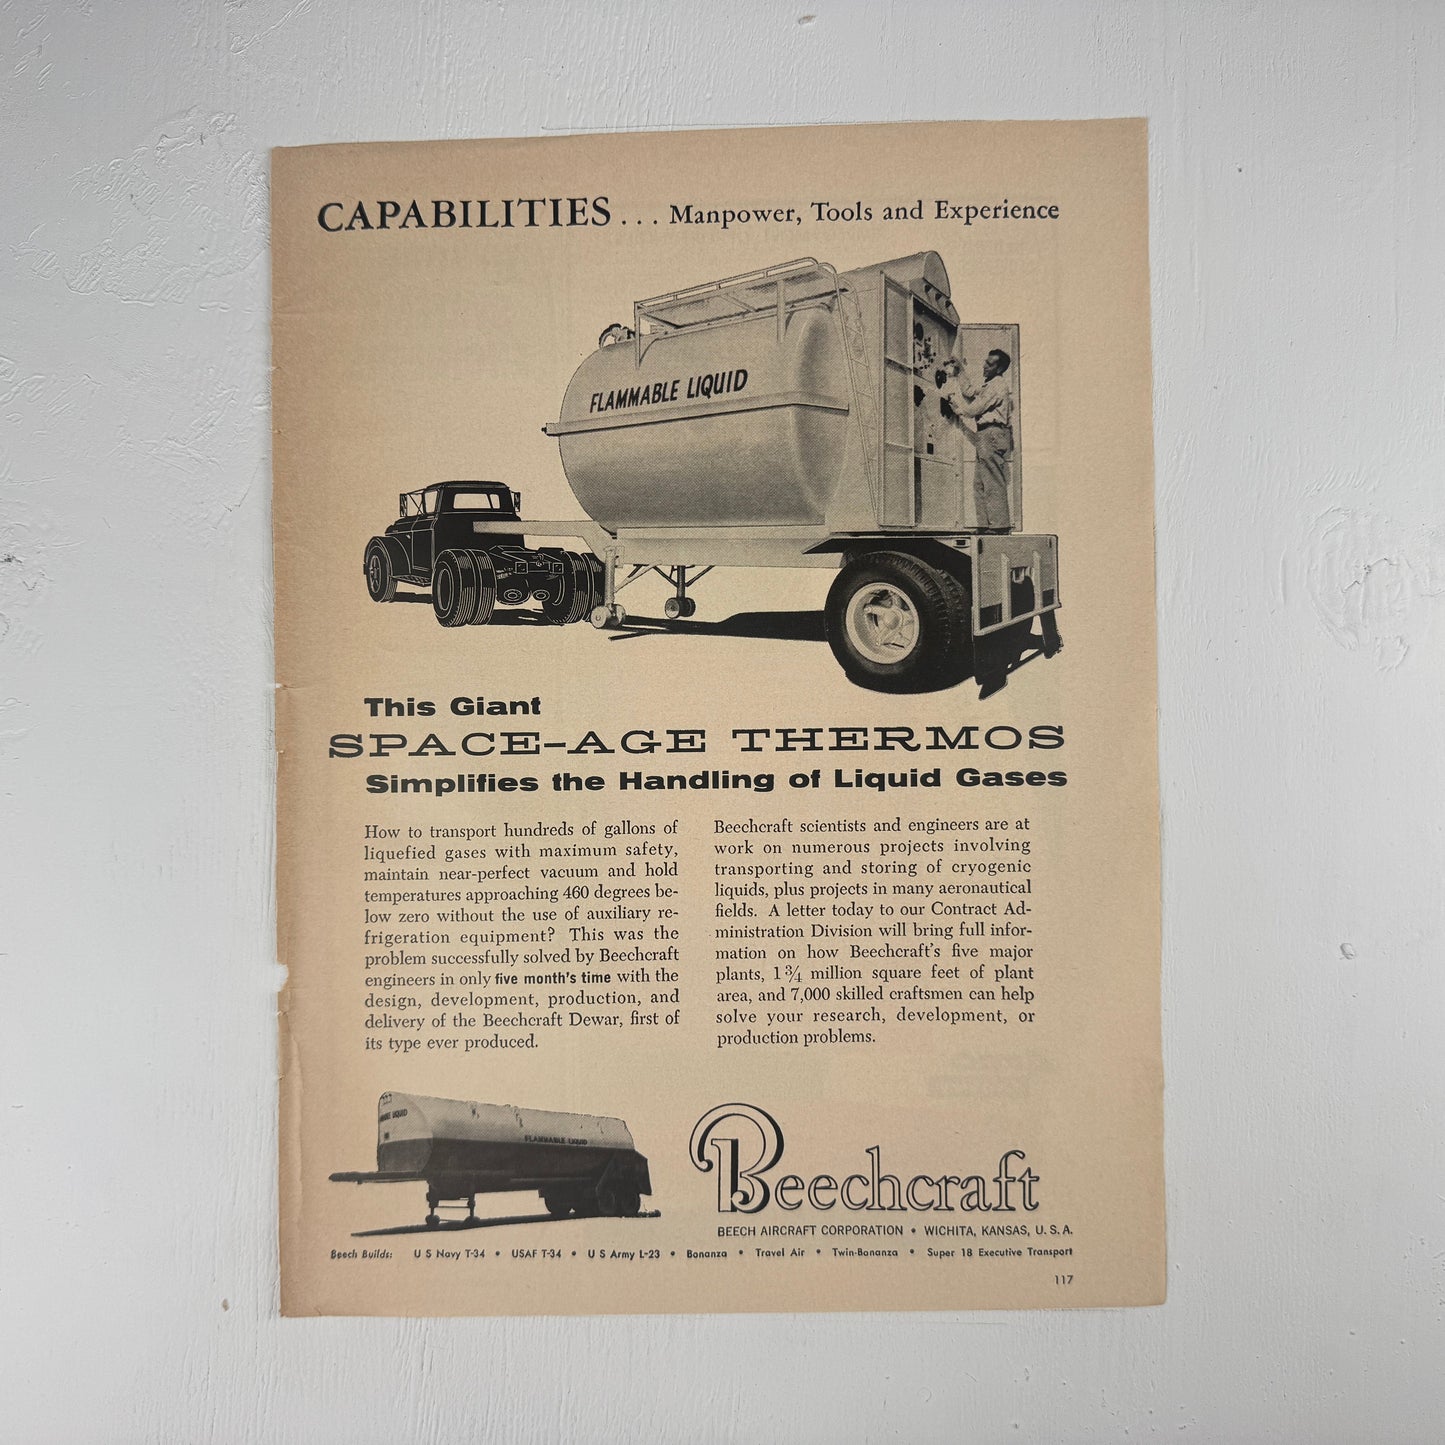 CAPABILITIES... Manpower, Tools and Experience
FLAMMABLE LIQUID
This Giant
SPACE-AGE THERMOS
Simplifies the Handling of Liquid Gases
How to transport hundreds of gallons of
liquefied gases with maximum safety,
maintain near-perfect vacuum and hold
temperatures approaching 460 degrees be-
low zero without the use of auxiliary re-
frigeration equipment? This was the
problem successfully solved by Beechcraft
engineers in only five month's time with the
design, development, production, and
delivery of the Beechcraft Dewar, first of
its type ever produced.
Beechcraft scientists and engineers are at
work on numerous projects involving
transporting and storing of cryogenic
liquids, plus projects in many aeronautical
fields. A letter today to our Contract Ad-
ministration Division will bring full infor-
mation on how Beechcraft's five major
plants, 1¾ million square feet of plant
area, and 7,000 skilled craftsmen can help
solve your research, development, or
production problems.
LIQUID
FLAMMABLE LIQUID
Beechcraft
BEECH AIRCRAFT CORPORATION • WICHITA, KANSAS, U. S. A.
Beech Builds: U S Navy T-34 • USAF T-34 • U S Army L-23 • Bonanza • Travel Air • Twin-Bonanza • Super 18 Executive Transport
117